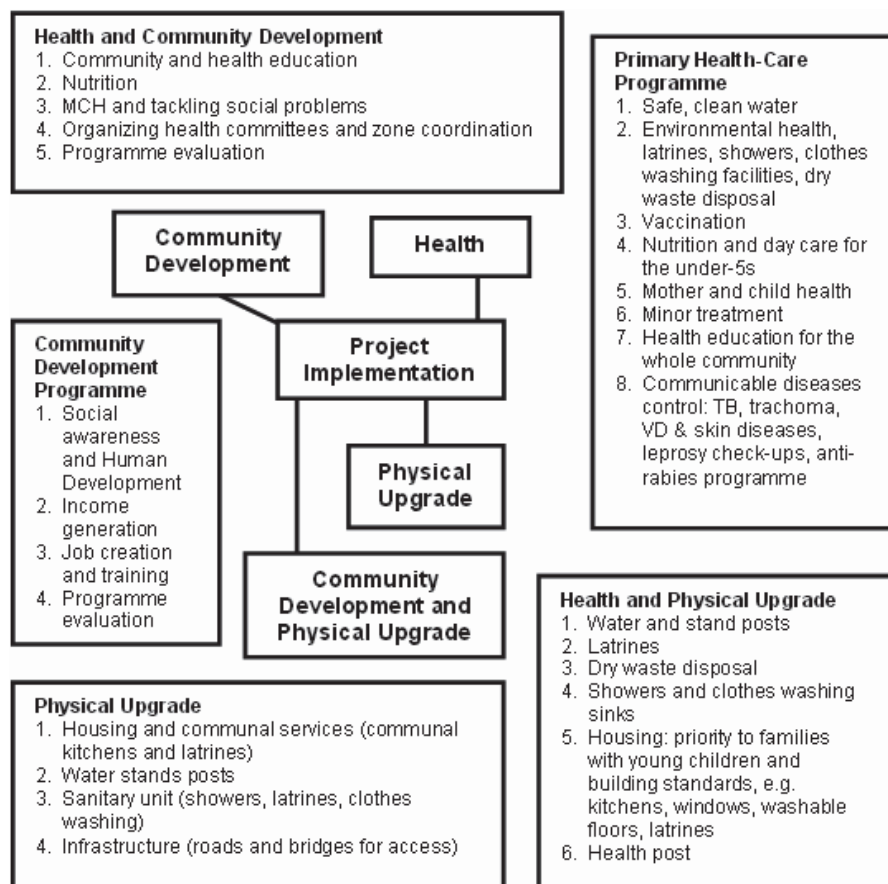 Health and Community Development
1. Community and health education
2. Nutrition
3. MCH and tackling social problems
4. Organizing health committees and zone coordination
5. Programme evaluation
Primary Health-Care
Programme
1. Safe, clean water
2. Environmental health,
latrines, showers, clothes
washing facilities, dry
waste disposal
3. Vaccination
4. Nutrition and day care for
the under-5s
5. Mother and child health
6. Minor treatment
7. Health education for the
whole community
8. Communicable diseases
control: TB, trachoma,
VD & skin diseases,
leprosy check-ups, anti-
rabies programme
Community
Development
Health
Project
Implementation
Physical
Upgrade
Community
Development and
Physical Upgrade
Community
Development
Programme
1. Social
awareness
and Human
Development
2. Income
generation
3. Job creation
and training
4. Programme
evaluation
Physical Upgrade
1. Housing and communal services (communal
kitchens and latrines)
2. Water stands posts
3. Sanitary unit (showers, latrines, clothes
washing)
4. Infrastructure (roads and bridges for access)
Health and Physical Upgrade
1. Water and stand posts
2. Latrines
3. Dry waste disposal
4. Showers and clothes washing
sinks
5. Housing: priority to families
with young children and
building standards, e.g.
kitchens, windows, washable
floors, latrines
6. Health post